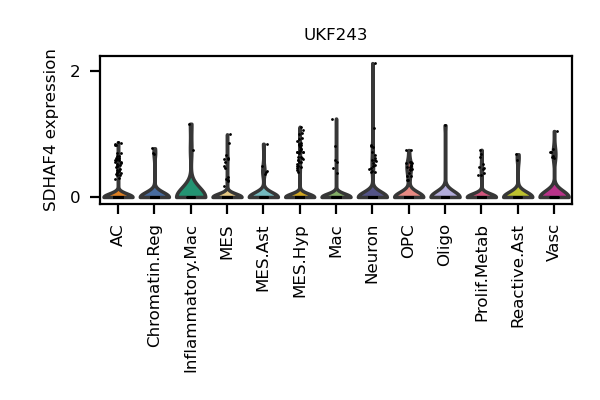 UKF243
SDHAF4 expression
2
0
AC
Chromatin.Reg
Inflammatory.Mac
MES
MES.Ast
MES.Hyp
Mac
Neuron
OPC
Oligo
Prolif.Metab
Reactive.Ast
Vasc